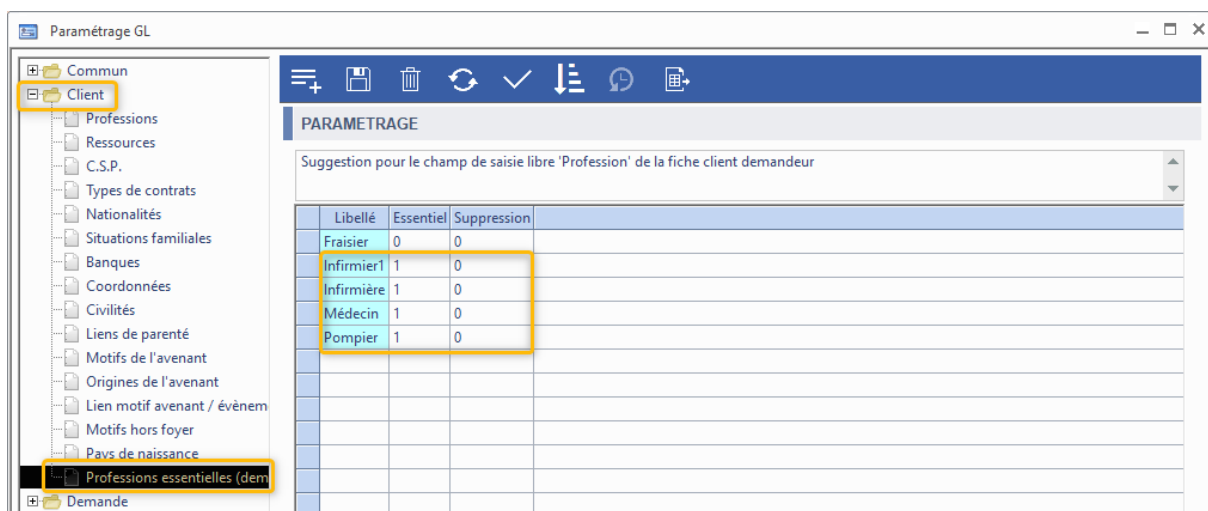 Paramétrage GL
Commun
Client
Professions
Ressources
C.S.P.
Types de contrats
Nationalités
Situations familiales
Banques
Coordonnées
Civilités
Liens de parenté
Motifs de l'avenant
Origines de l'avenant
Lien motif avenant / évènem
Motifs hors foyer
Pays de naissance
Professions essentielles (dem
Demande
PARAMETRAGE
Suggestion pour le champ de saisie libre 'Profession' de la fiche client demandeur
Libellé Essentiel Suppression
Fraisier 0 0
Infirmier1 1 0
Infirmière 1 0
Médecin 1 0
Pompier 1 0